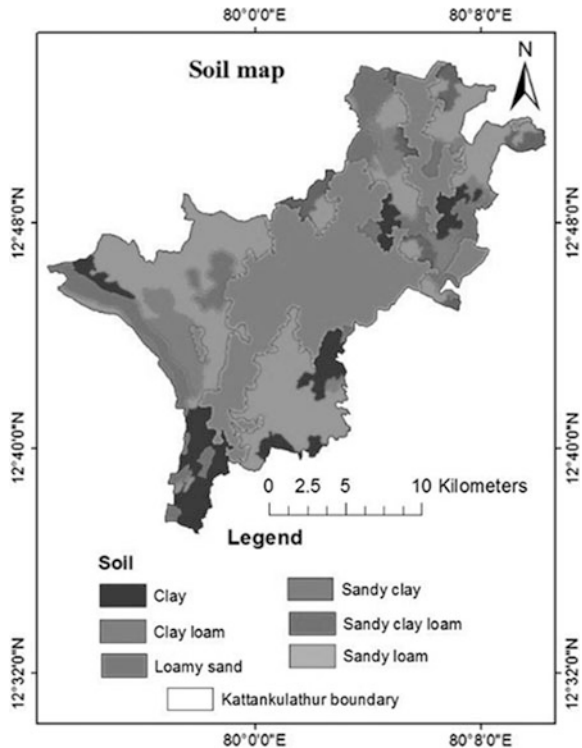 80°0'0"E 80°8'0"E
Soil map
N
12°48'0"N 12°48'0"N
12°40'0"N 12°40'0"N
0 2.5 5 10 Kilometers
Legend
Soil
Clay
Clay loam
Loamy sand
Sandy clay
Sandy clay loam
Sandy loam
Kattankulathur boundary
12°32'0"N 12°32'0"N
80°0'0"E 80°8'0"E